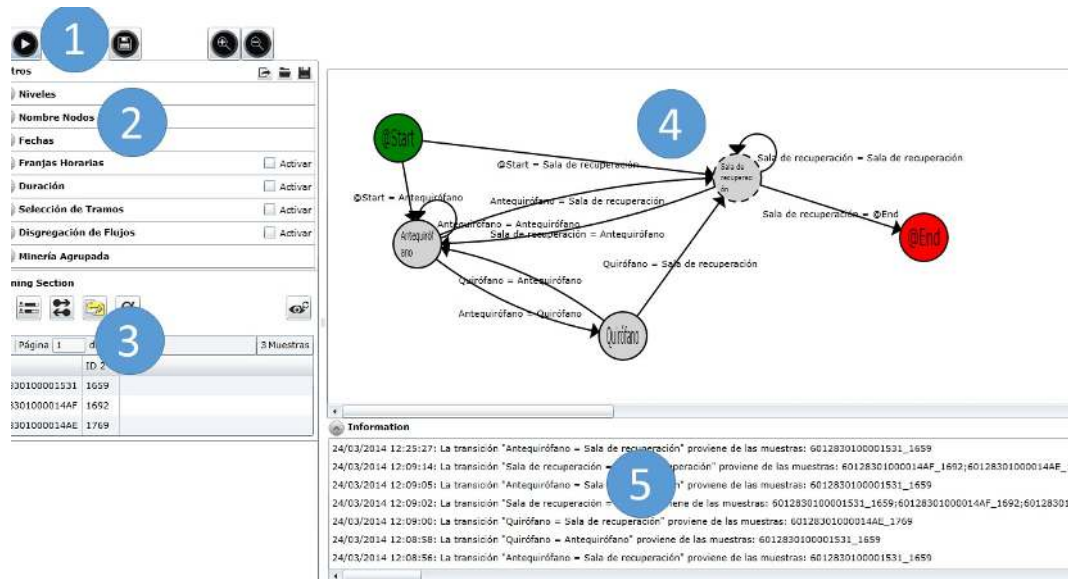 1
tros
Niveles
2
Nombre Nodos
Fechas
Franjas Horarias Activar
Duración
Activar
Selección de Tramos Activar
Disgregación de Flujos Activar
Minería Agrupada
ning Section
3
Página 1 d 3 Muestras
ID 2
830100001531 1659
8301000014AF 1692
8301000014AE 1769
4
@Start
@Start = Sala de recuperación
Sala de recuperación
Sala de recuperación = Sala de recuperación
@Start = Antequirófano
Antequirófano = Sala de recuperación
Antequirófano = Antequirófano
Sala de recuperación = Antequirófano
Sala de recuperación = @End
@End
Antequirófano
Quirófano = Sala de recuperación
Quirófano = Antequirófano
Antequirófano = Quirófano
Quirófano
Information
5
24/03/2014 12:25:27: La transición "Antequirófano = Sala de recuperación" proviene de las muestras: 6012830100001531_1659
24/03/2014 12:09:14: La transición "Sala de recuperación = peración" proviene de las muestras: 60128301000014AF_1692;60128301000014AE_1
24/03/2014 12:09:05: La transición "Antequirófano = Sala ión" proviene de las muestras: 6012830100001531_1659
24/03/2014 12:09:02: La transición "Sala de recuperación = iene de las muestras: 6012830100001531_1659;60128301000014AF_1692;6012830
24/03/2014 12:09:00: La transición "Quirófano = Sala de recuperación" proviene de las muestras: 60128301000014AE_1769
24/03/2014 12:08:58: La transición "Quirófano = Antequirófano" proviene de las muestras: 6012830100001531_1659
24/03/2014 12:08:56: La transición "Antequirófano = Sala de recuperación" proviene de las muestras: 6012830100001531_1659